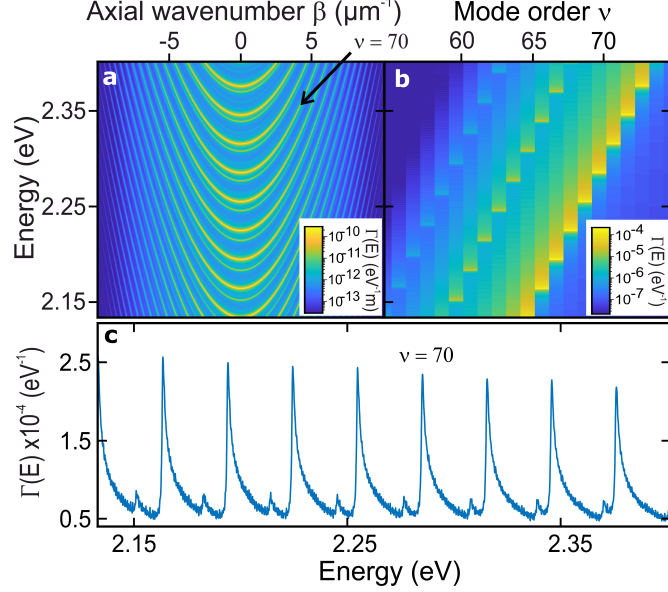 Axial wavenumber β (μm⁻¹)
Mode order ν
-5 0 5
60 65 70
ν = 70
a
b
2.35
2.25
2.15
Energy (eV)
10⁻¹⁰
10⁻¹¹
10⁻¹²
10⁻¹³
Γ(E) (eV⁻¹m)
10⁻⁴
10⁻⁵
10⁻⁶
10⁻⁷
Γ(E) (eV⁻¹)
c
ν = 70
2.5
1.5
0.5
Γ(E) x10⁻⁴ (eV⁻¹)
2.15 2.25 2.35
Energy (eV)